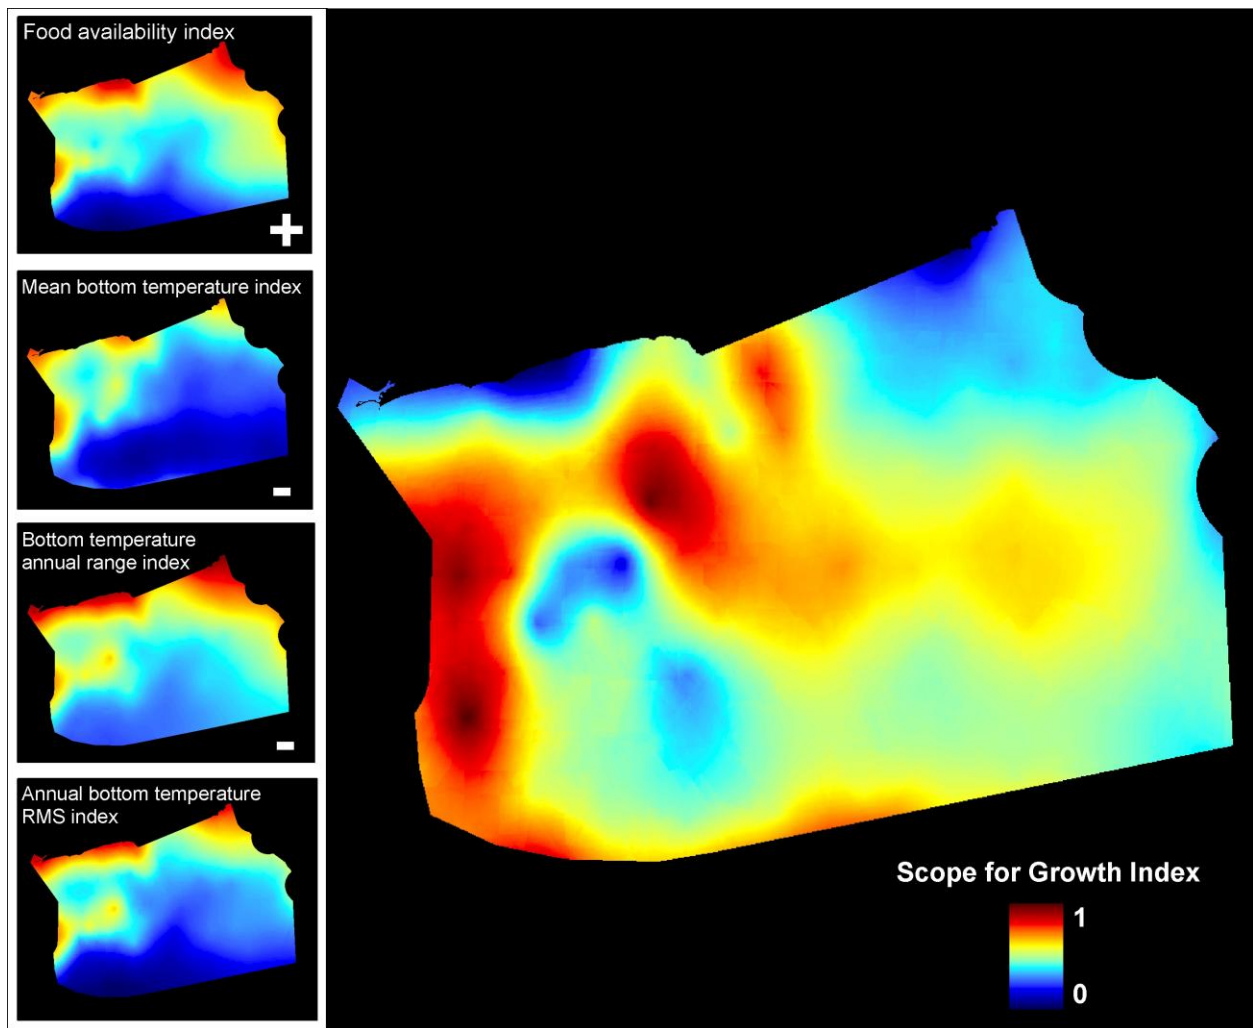 Food availability index
+
Mean bottom temperature index
-
Bottom temperature
annual range index
-
Annual bottom temperature
RMS index
Scope for Growth Index
1
0